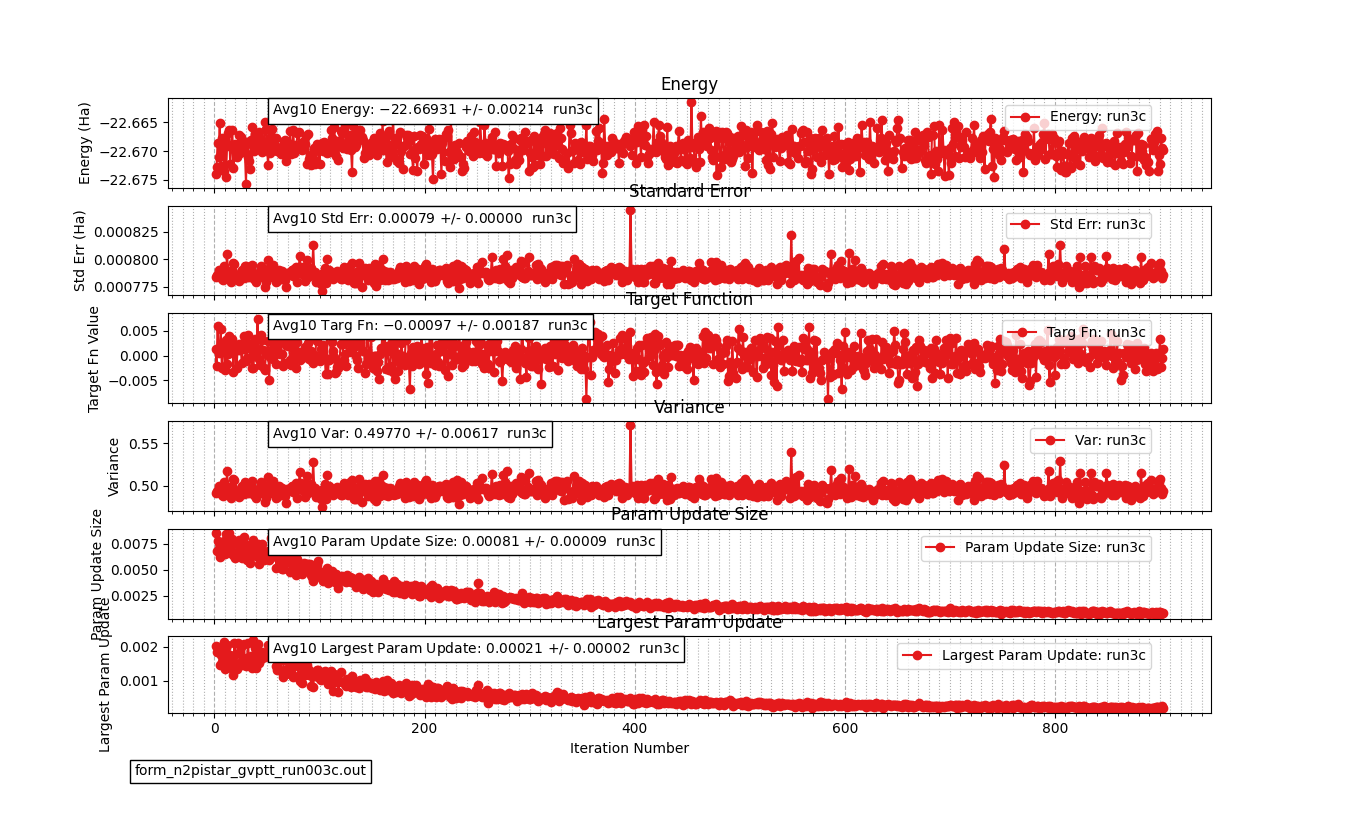 Energy
Energy (Ha)
−22.665
−22.670
−22.675
Avg10 Energy: −22.66931 +/- 0.00214 run3c
Energy: run3c
Standard Error
Std Err (Ha)
0.000825
0.000800
0.000775
Avg10 Std Err: 0.00079 +/- 0.00000 run3c
Std Err: run3c
Target Function
Target Fn Value
0.005
0.000
−0.005
Avg10 Targ Fn: −0.00097 +/- 0.00187 run3c
Targ Fn: run3c
Variance
Variance
0.55
0.50
Avg10 Var: 0.49770 +/- 0.00617 run3c
Var: run3c
Param Update Size
Param Update Size
0.0075
0.0050
0.0025
Avg10 Param Update Size: 0.00081 +/- 0.00009 run3c
Param Update Size: run3c
Largest Param Update
Largest Param Update
0.002
0.001
Avg10 Largest Param Update: 0.00021 +/- 0.00002 run3c
Largest Param Update: run3c
0 200 400 600 800
Iteration Number
form_n2pistar_gvptt_run003c.out